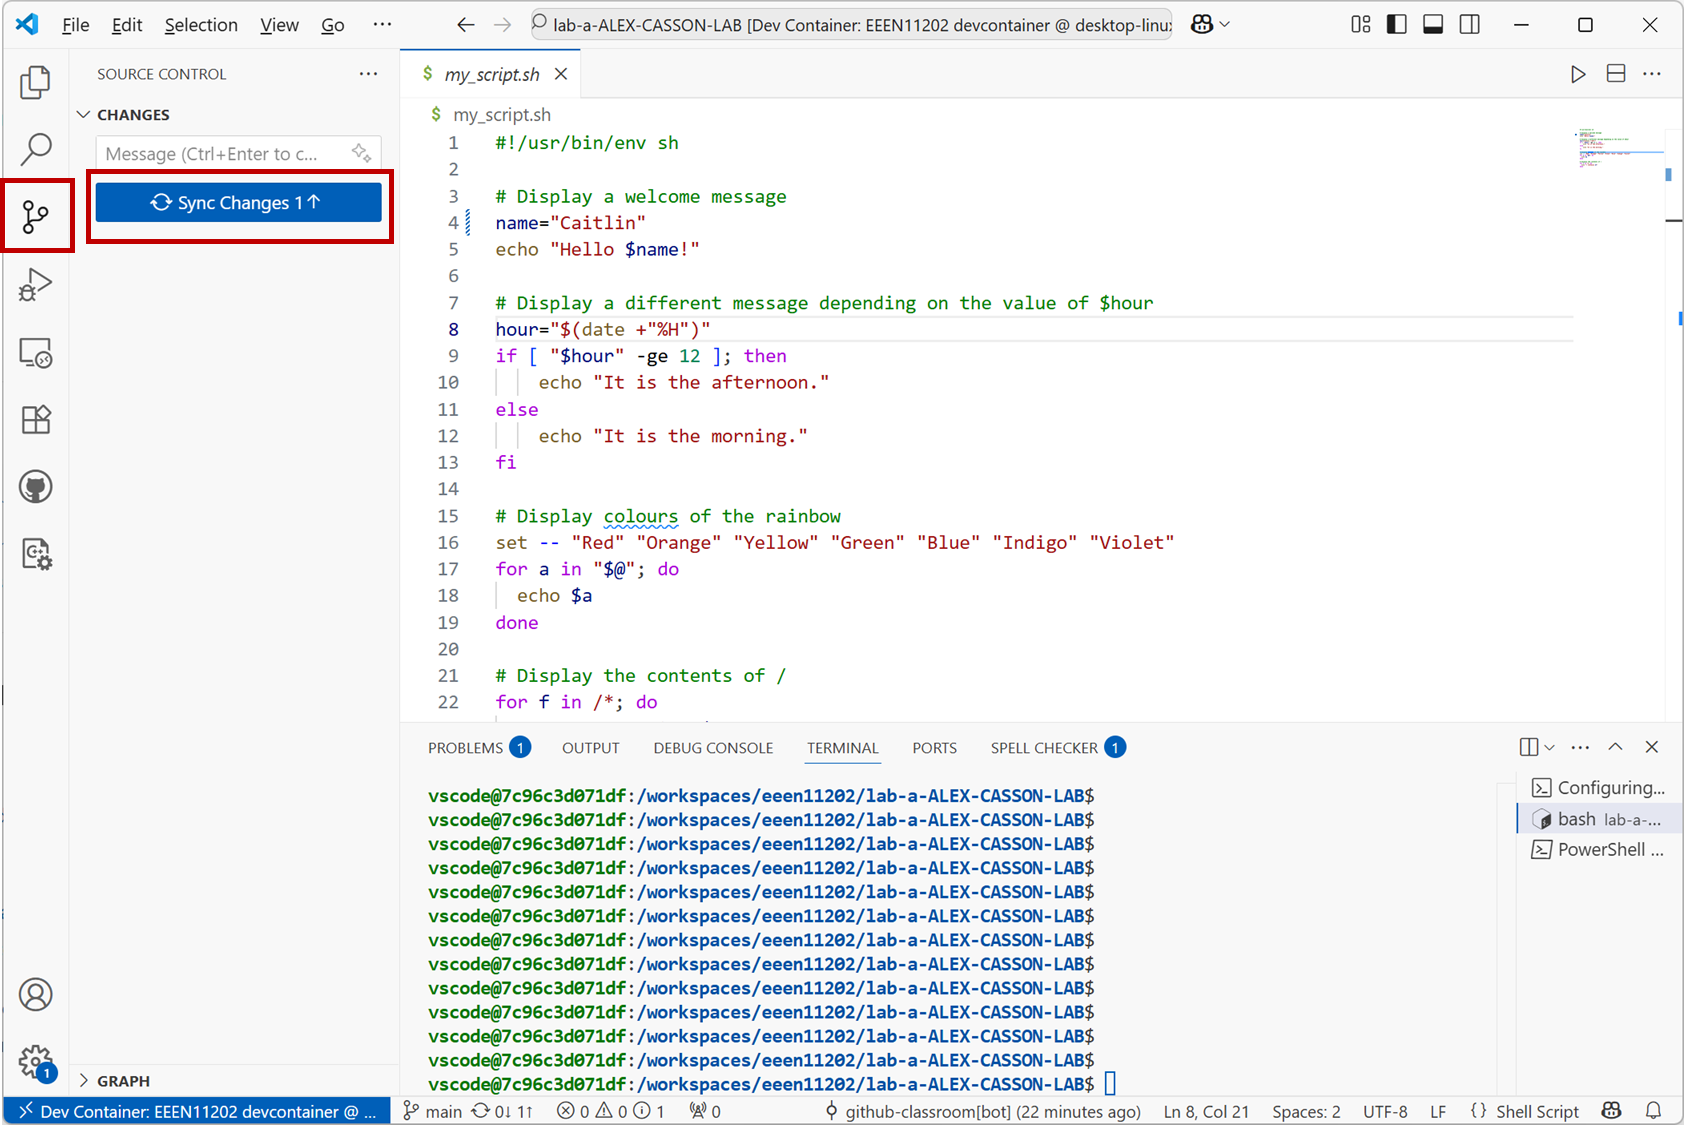 File Edit Selection View Go ··· lab-a-ALEX-CASSON-LAB [Dev Container: EEEN11202 devcontainer @ desktop-linux
SOURCE CONTROL
CHANGES
Message (Ctrl+Enter to c...
Sync Changes 1↑
GRAPH
$ my_script.sh
$ my_script.sh
1 #!/usr/bin/env sh
2
3 # Display a welcome message
4 name="Caitlin"
5 echo "Hello $name!"
6
7 # Display a different message depending on the value of $hour
8 hour="$(date +"%H")"
9 if [ "$hour" -ge 12 ]; then
10 echo "It is the afternoon."
11 else
12 echo "It is the morning."
13 fi
14
15 # Display colours of the rainbow
16 set -- "Red" "Orange" "Yellow" "Green" "Blue" "Indigo" "Violet"
17 for a in "$@"; do
18 echo $a
19 done
20
21 # Display the contents of /
22 for f in /*; do
PROBLEMS 1 OUTPUT DEBUG CONSOLE TERMINAL PORTS SPELL CHECKER 1
vscode@7c96c3d071df:/workspaces/eeen11202/lab-a-ALEX-CASSON-LAB$
vscode@7c96c3d071df:/workspaces/eeen11202/lab-a-ALEX-CASSON-LAB$
vscode@7c96c3d071df:/workspaces/eeen11202/lab-a-ALEX-CASSON-LAB$
vscode@7c96c3d071df:/workspaces/eeen11202/lab-a-ALEX-CASSON-LAB$
vscode@7c96c3d071df:/workspaces/eeen11202/lab-a-ALEX-CASSON-LAB$
vscode@7c96c3d071df:/workspaces/eeen11202/lab-a-ALEX-CASSON-LAB$
vscode@7c96c3d071df:/workspaces/eeen11202/lab-a-ALEX-CASSON-LAB$
vscode@7c96c3d071df:/workspaces/eeen11202/lab-a-ALEX-CASSON-LAB$
vscode@7c96c3d071df:/workspaces/eeen11202/lab-a-ALEX-CASSON-LAB$
vscode@7c96c3d071df:/workspaces/eeen11202/lab-a-ALEX-CASSON-LAB$
vscode@7c96c3d071df:/workspaces/eeen11202/lab-a-ALEX-CASSON-LAB$
vscode@7c96c3d071df:/workspaces/eeen11202/lab-a-ALEX-CASSON-LAB$
vscode@7c96c3d071df:/workspaces/eeen11202/lab-a-ALEX-CASSON-LAB$
Configuring...
bash lab-a-...
PowerShell ...
1
Dev Container: EEEN11202 devcontainer @ ... main 0↓ 1↑ 0 0 1 0 github-classroom[bot] (22 minutes ago) Ln 8, Col 21 Spaces: 2 UTF-8 LF {} Shell Script